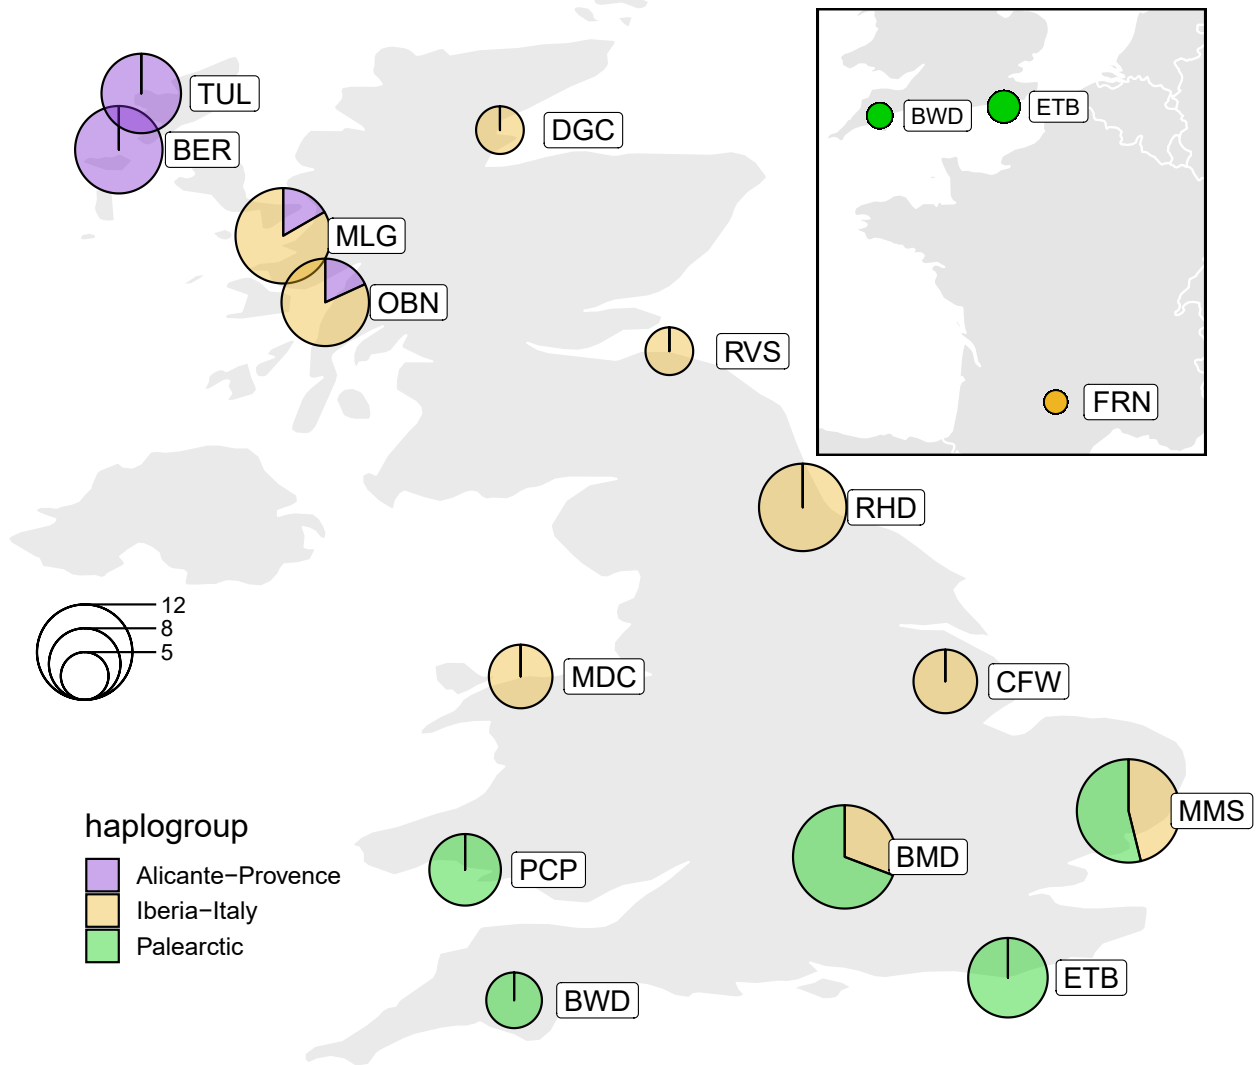 TUL
BER
DGC
MLG
OBN
RVS
BWD
ETB
FRN
RHD
12
8
5
MDC
CFW
MMS
BMD
PCP
ETB
BWD
haplogroup
Alicante−Provence
Iberia−Italy
Palearctic